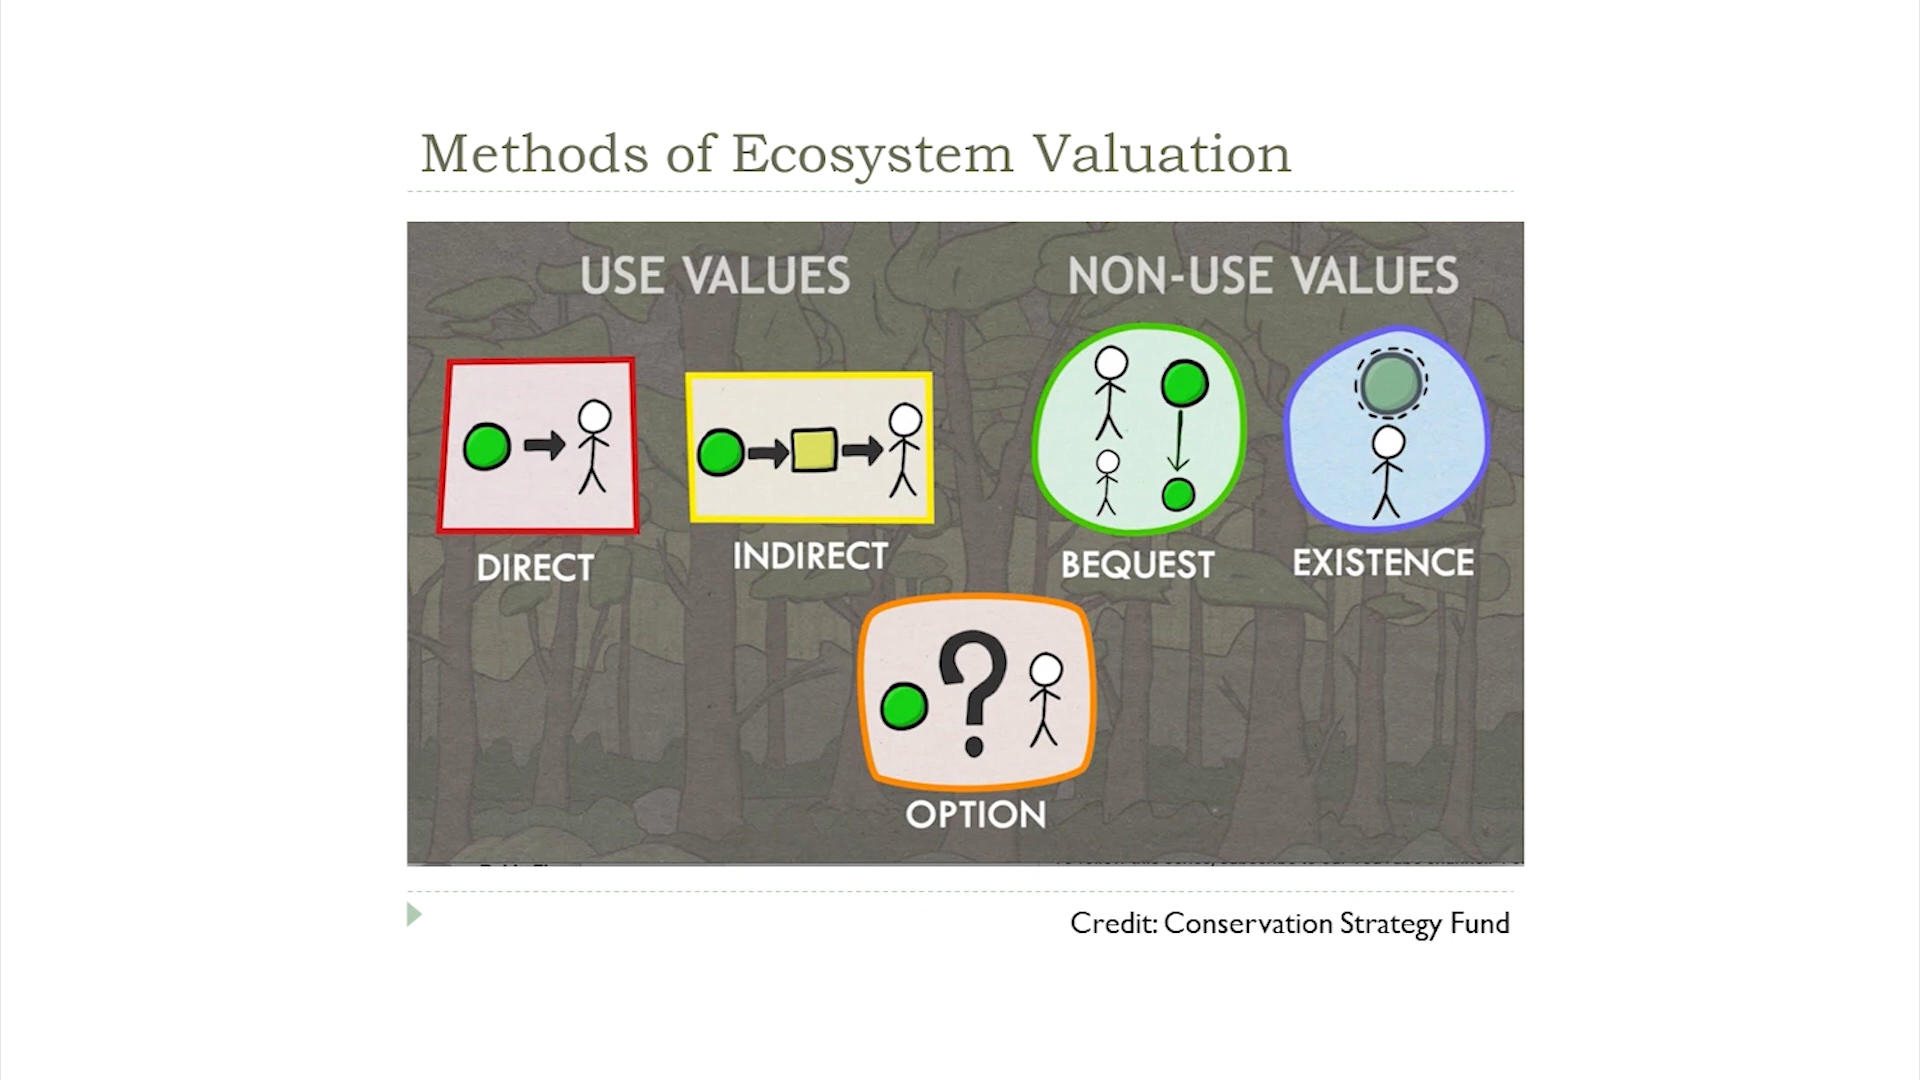 Methods of Ecosystem Valuation
USE VALUES
NON-USE VALUES
DIRECT
INDIRECT
BEQUEST
EXISTENCE
OPTION
Credit: Conservation Strategy Fund